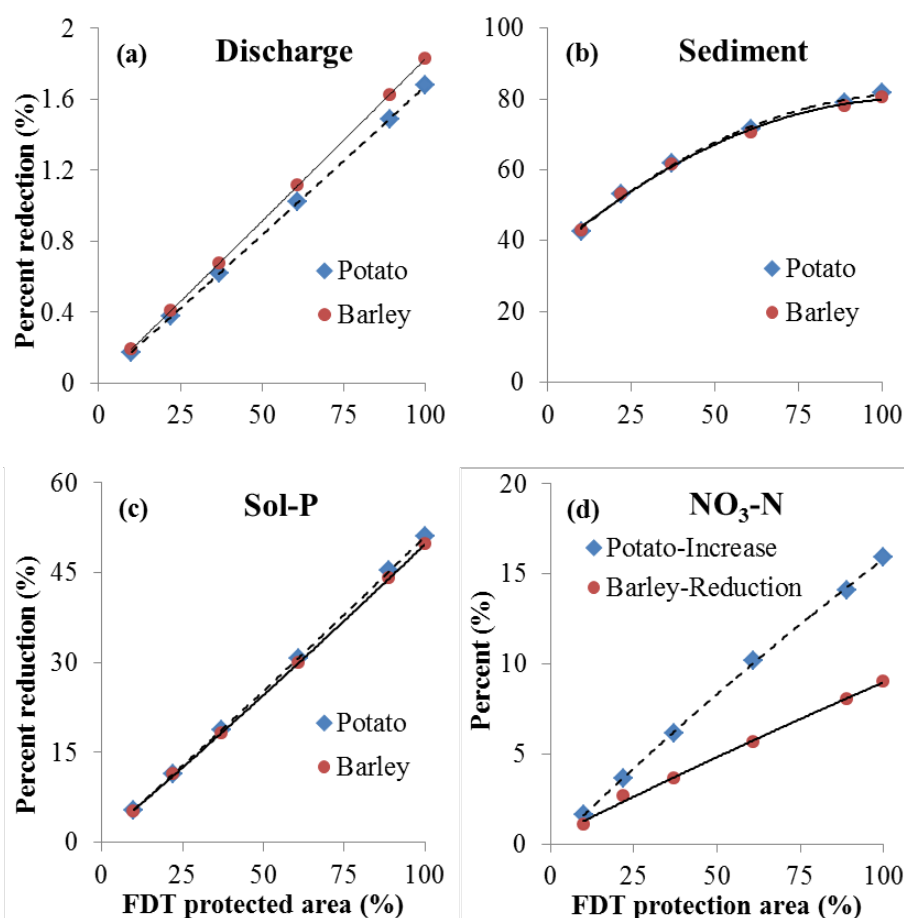 (a) Discharge
Percent redection (%)
2
1.6
1.2
0.8
0.4
0
Potato
Barley
0 25 50 75 100
(b) Sediment
100
80
60
40
20
0
Potato
Barley
0 25 50 75 100
(c) Sol-P
Percent reduction (%)
60
45
30
15
0
Potato
Barley
0 25 50 75 100
FDT protected area (%)
(d) NO₃-N
Percent (%)
20
15
10
5
0
Potato-Increase
Barley-Reduction
0 25 50 75 100
FDT protection area (%)